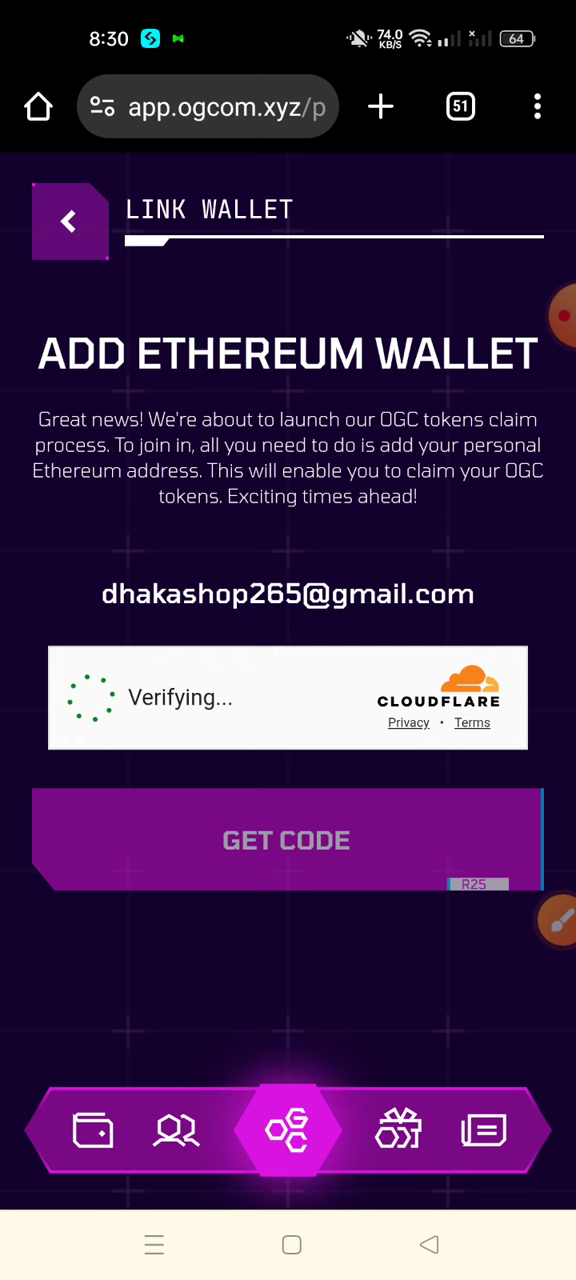 8:30
74.0
KB/S
64
app.ogcom.xyz/p
51
LINK WALLET
ADD ETHEREUM WALLET
Great news! We're about to launch our OGC tokens claim
process. To join in, all you need to do is add your personal
Ethereum address. This will enable you to claim your OGC
tokens. Exciting times ahead!
dhakashop265@gmail.com
Verifying...
CLOUDFLARE
Privacy • Terms
GET CODE
R25